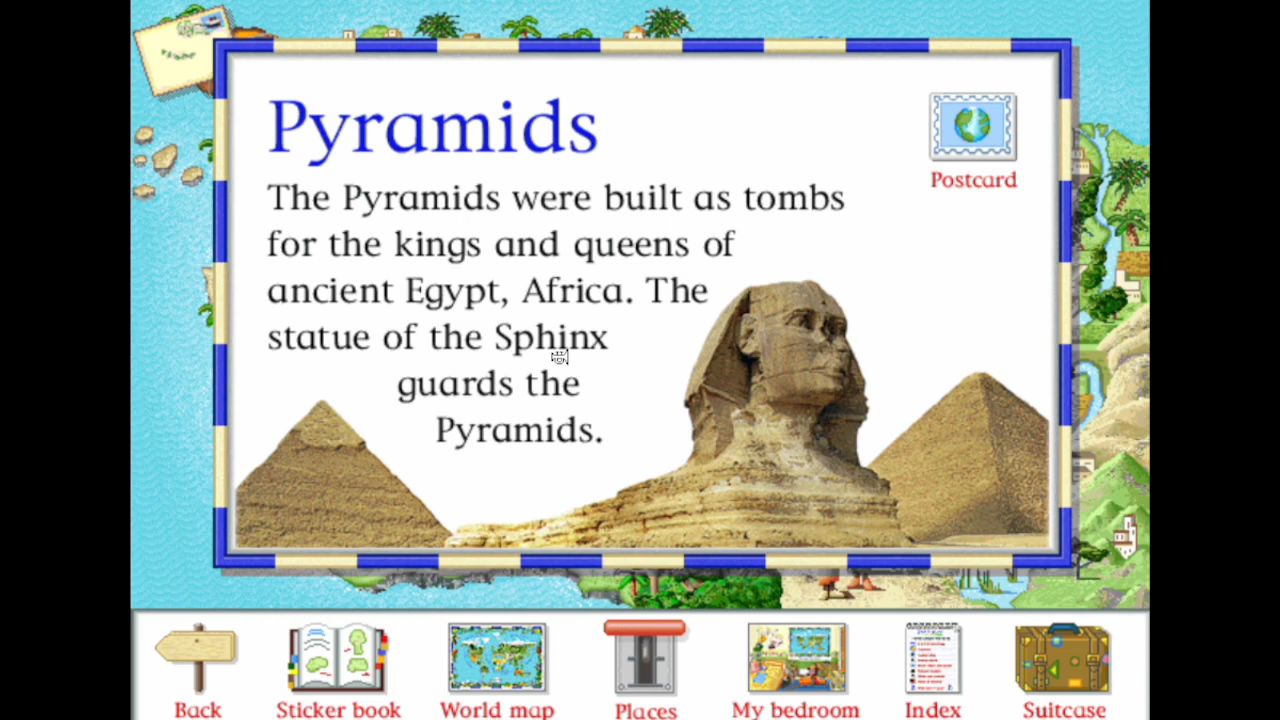 Pyramids
Postcard
The Pyramids were built as tombs
for the kings and queens of
ancient Egypt, Africa. The
statue of the Sphinx
guards the
Pyramids.
Back
Sticker book
World map
Places
My bedroom
Index
Suitcase